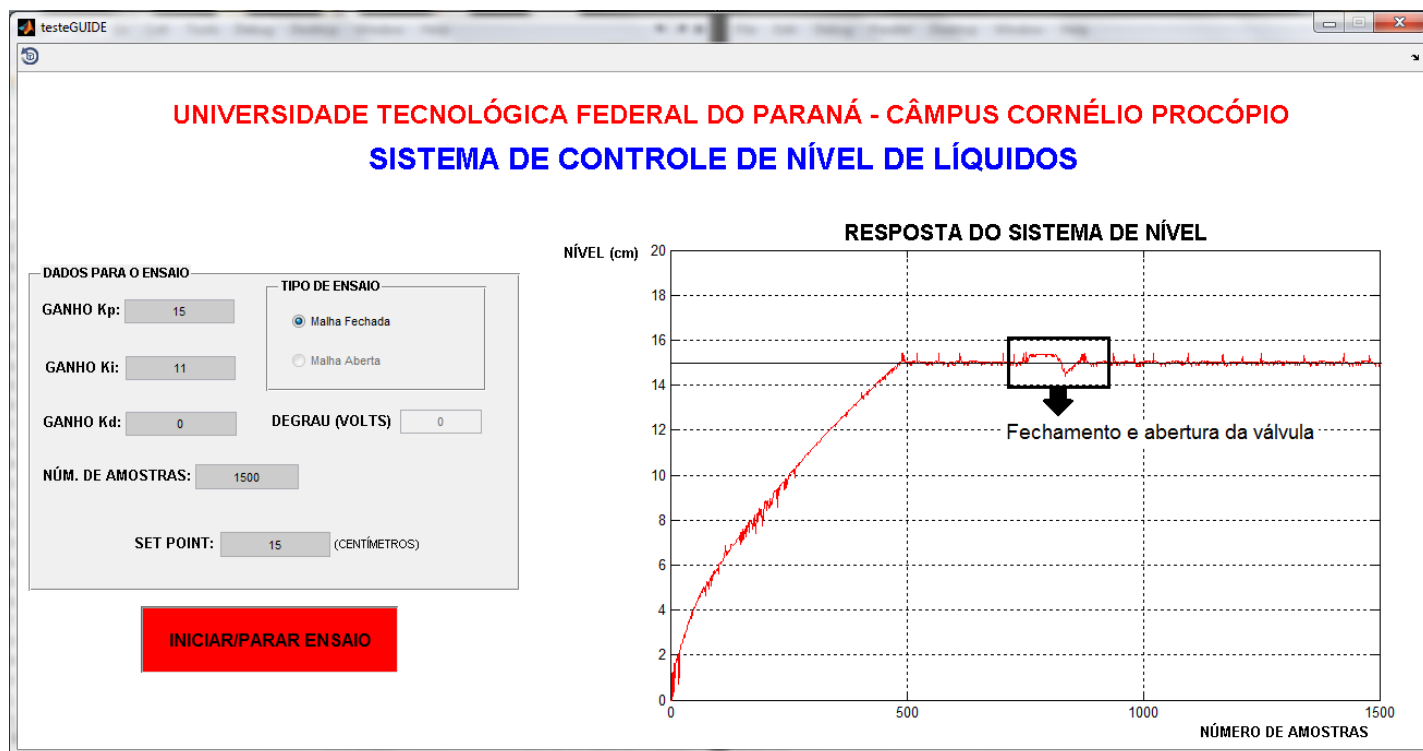 testeGUIDE
UNIVERSIDADE TECNOLÓGICA FEDERAL DO PARANÁ - CÂMPUS CORNÉLIO PROCÓPIO
SISTEMA DE CONTROLE DE NÍVEL DE LÍQUIDOS
DADOS PARA O ENSAIO
GANHO Kp: 15
GANHO Ki: 11
GANHO Kd: 0
TIPO DE ENSAIO
Malha Fechada
Malha Aberta
DEGRAU (VOLTS) 0
NÚM. DE AMOSTRAS: 1500
SET POINT: 15 (CENTÍMETROS)
INICIAR/PARAR ENSAIO
RESPOSTA DO SISTEMA DE NÍVEL
NÍVEL (cm)
20
18
16
14
12
10
8
6
4
2
0
Fechamento e abertura da válvula
0 500 1000 1500
NÚMERO DE AMOSTRAS